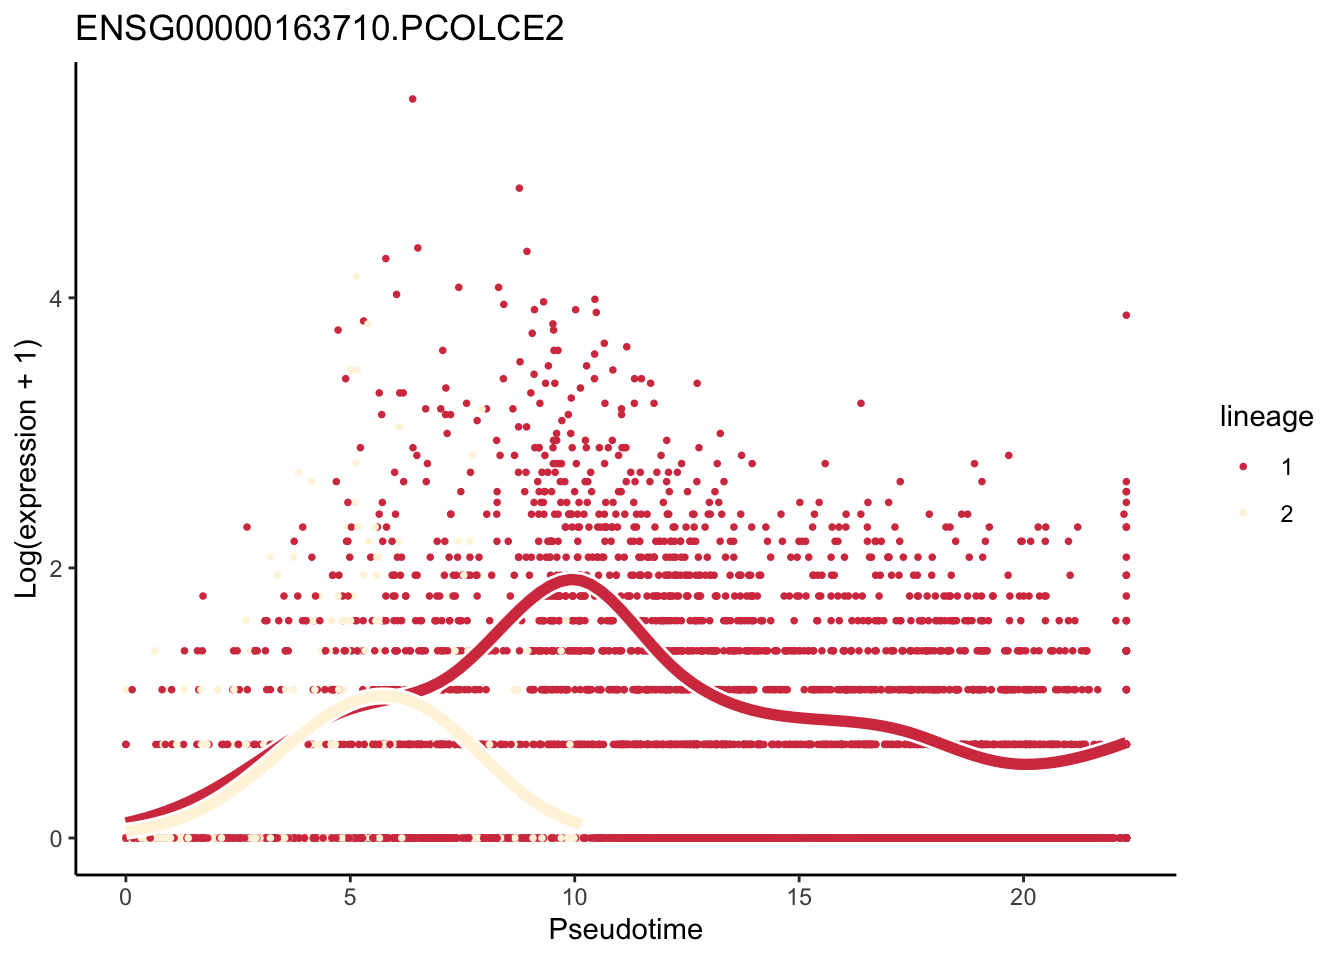 ENSG00000163710.PCOLCE2
Log(expression + 1)
4
2
0
0 5 10 15 20
Pseudotime
lineage
1
2